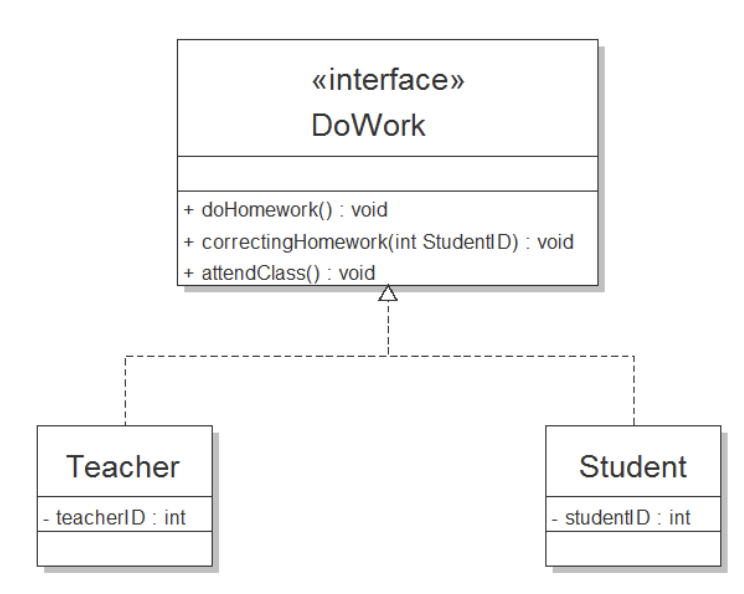 «interface»
DoWork
+ doHomework() : void
+ correctingHomework(int StudentID) : void
+ attendClass() : void
Teacher
- teacherID : int
Student
- studentID : int